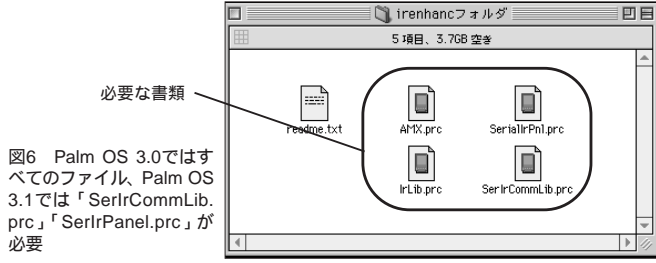 irenhancフォルダ
5 項目、3.7GB 空き
必要な書類
readme.txt
AMX.prc
SerialIrPnl.prc
IrLib.prc
SerIrCommLib.prc
図6 Palm OS 3.0ではす
べてのファイル、Palm OS
3.1では「SerIrCommLib.
prc」「SerIrPanel.prc」が
必要